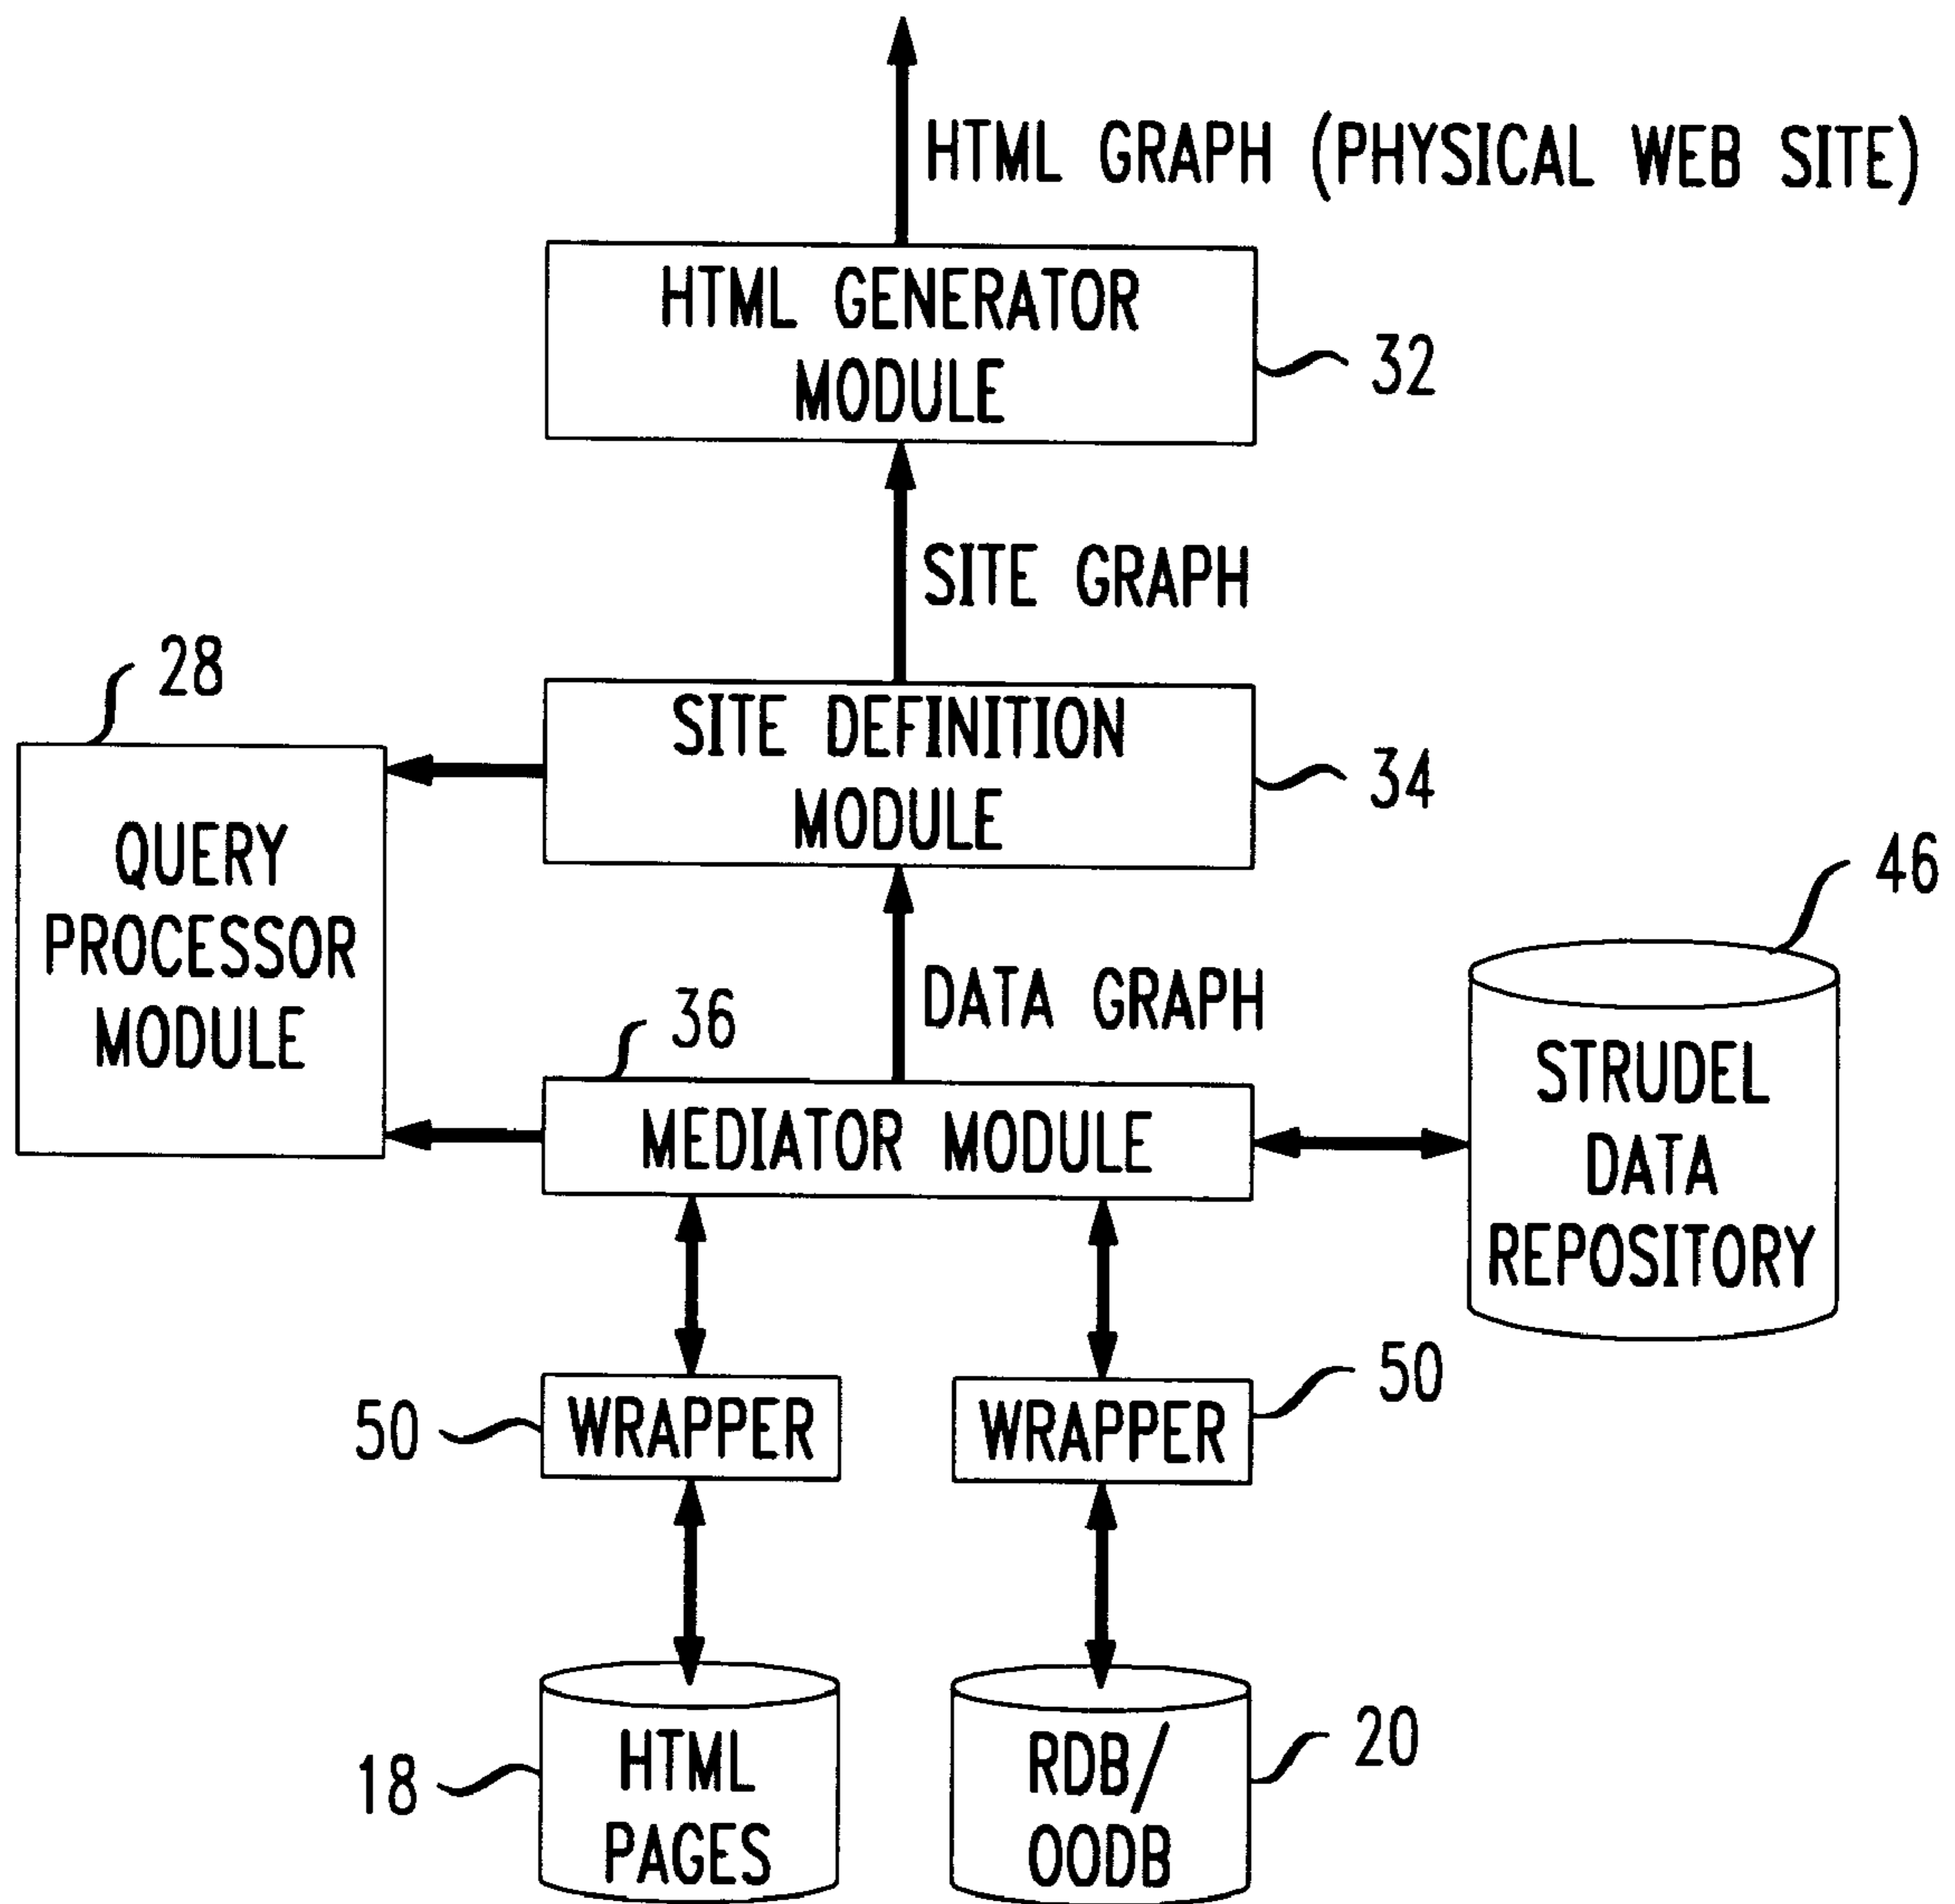 HTML GRAPH (PHYSICAL WEB SITE)
HTML GENERATOR
MODULE
32
SITE GRAPH
28
SITE DEFINITION
MODULE
34
QUERY
PROCESSOR
MODULE
46
DATA GRAPH
36
MEDIATOR MODULE
STRUDEL
DATA
REPOSITORY
50
WRAPPER
WRAPPER
50
18
HTML
PAGES
RDB/
OODB
20